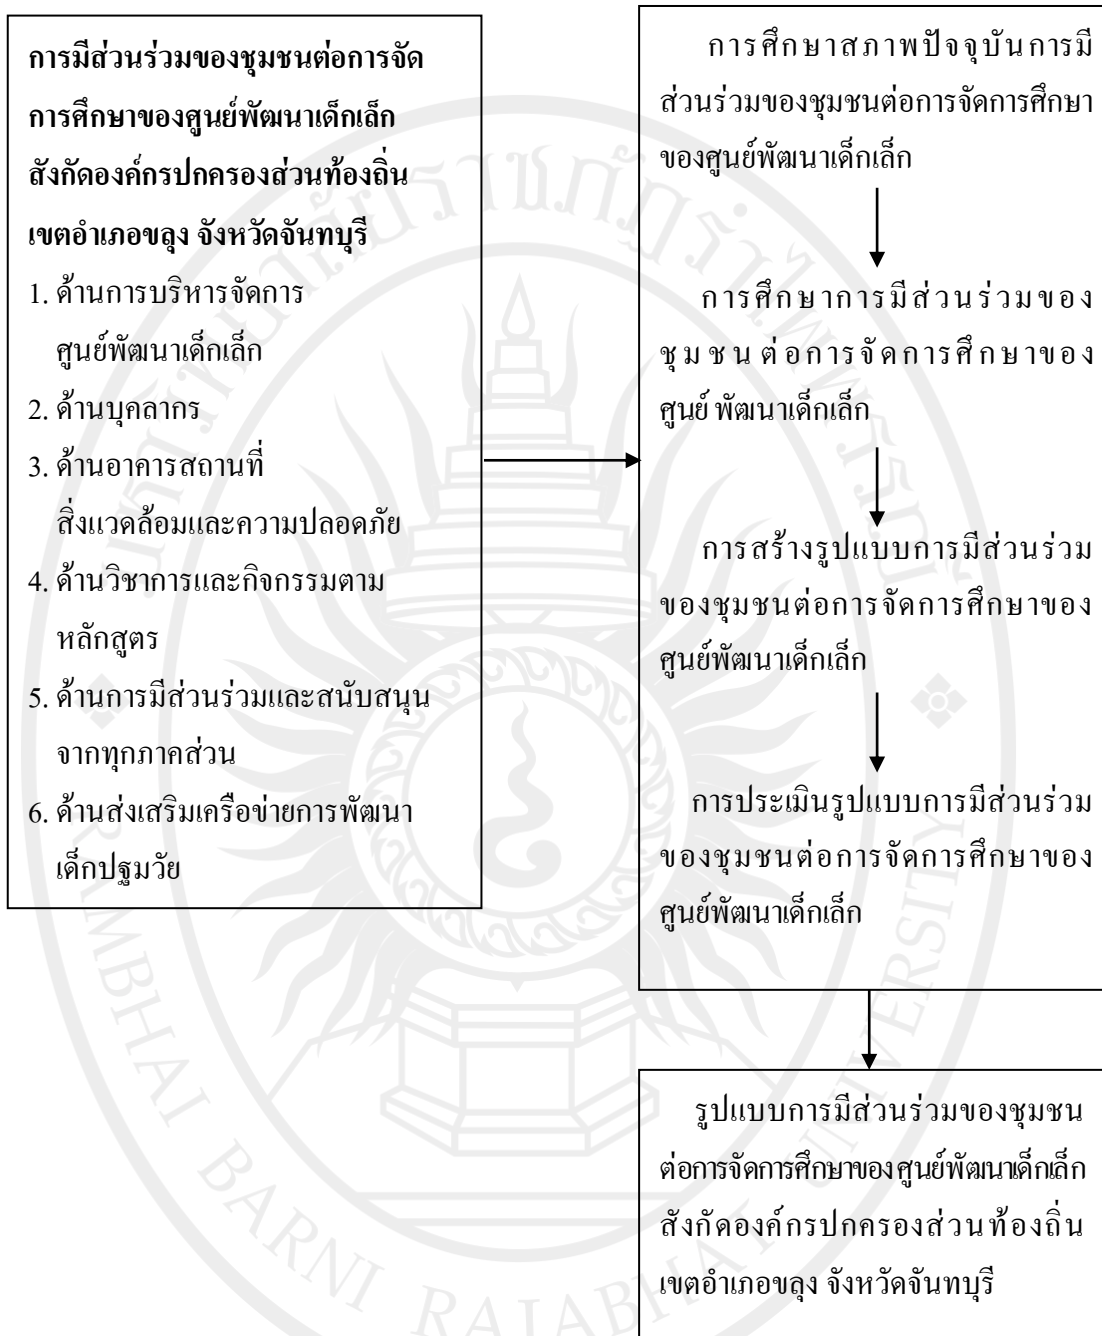 การมีส่วนร่วมของชุมชนต่อการจัด
การศึกษาของศูนย์พัฒนาเด็กเล็ก
สังกัดองค์กรปกครองส่วนท้องถิ่น
เขตอำเภอขลุง จังหวัดจันทบุรี
1. ด้านการบริหารจัดการ
ศูนย์พัฒนาเด็กเล็ก
2. ด้านบุคลากร
3. ด้านอาคารสถานที่
สิ่งแวดล้อมและความปลอดภัย
4. ด้านวิชาการและกิจกรรมตาม
หลักสูตร
5. ด้านการมีส่วนร่วมและสนับสนุน
จากทุกภาคส่วน
6. ด้านส่งเสริมเครือข่ายการพัฒนา
เด็กปฐมวัย
การศึกษาสภาพปัจจุบันการมี
ส่วนร่วมของชุมชนต่อการจัดการศึกษา
ของศูนย์พัฒนาเด็กเล็ก
การศึกษาการมีส่วนร่วมของ
ชุมชนต่อการจัดการศึกษาของ
ศูนย์ พัฒนาเด็กเล็ก
การสร้างรูปแบบการมีส่วนร่วม
ของชุมชนต่อการจัดการศึกษาของ
ศูนย์พัฒนาเด็กเล็ก
การประเมินรูปแบบการมีส่วนร่วม
ของชุมชนต่อการจัดการศึกษาของ
ศูนย์พัฒนาเด็กเล็ก
รูปแบบการมีส่วนร่วมของชุมชน
ต่อการจัดการศึกษาของศูนย์พัฒนาเด็กเล็ก
สังกัดองค์กรปกครองส่วนท้องถิ่น
เขตอำเภอขลุง จังหวัดจันทบุรี
มหาวิทยาลัยราชภัฏรำไพพรรณี
RAMBHAI BARNI RAJABHAT UNIVERSITY